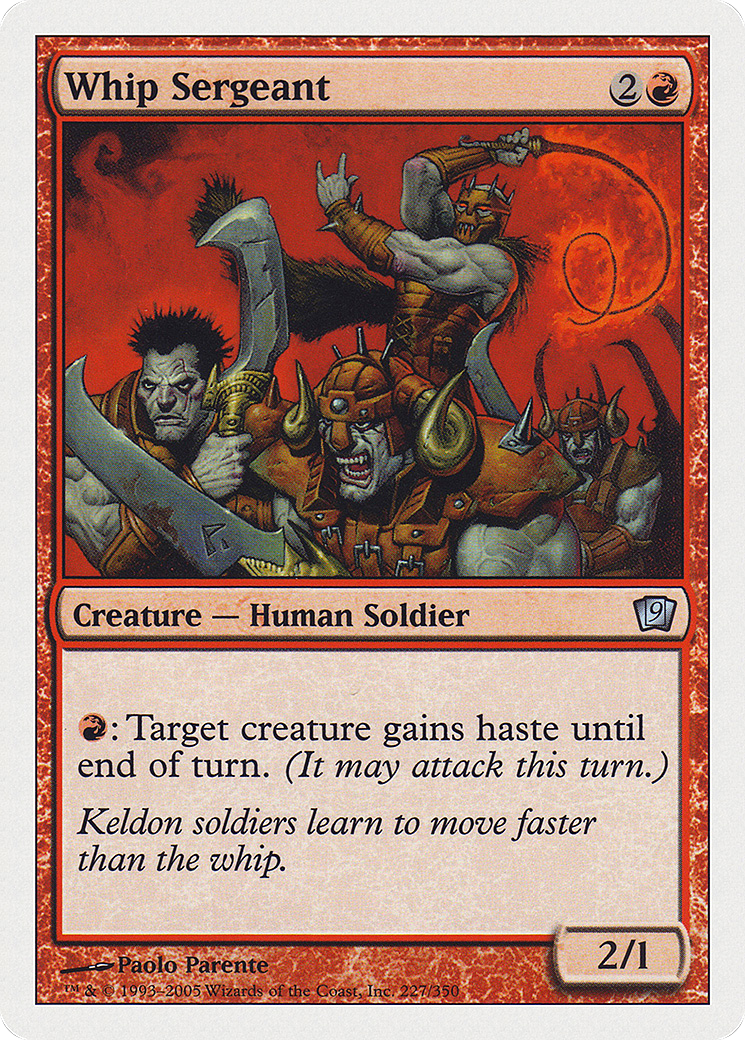 Whip Sergeant 2
Creature — Human Soldier 9
: Target creature gains haste until
end of turn. (It may attack this turn.)
Keldon soldiers learn to move faster
than the whip.
2/1
Paolo Parente
™ & © 1993–2005 Wizards of the Coast, Inc. 227/350